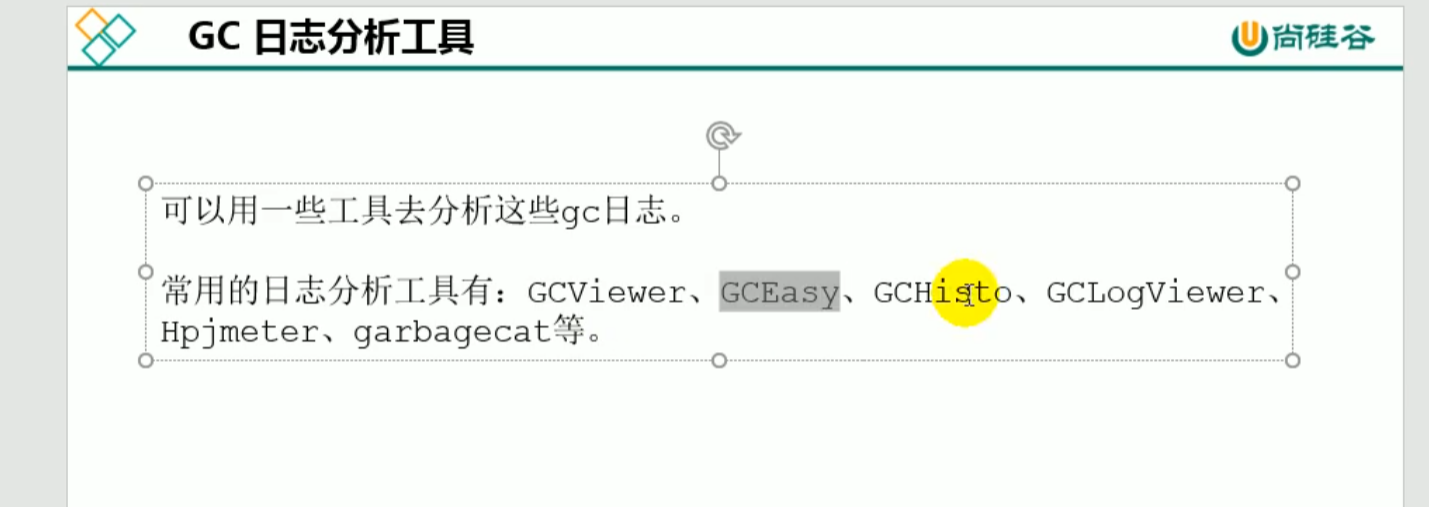 GC 日志分析工具
尚硅谷
可以用一些工具去分析这些gc日志。
常用的日志分析工具有：GCViewer、GCEasy、GCHisto、GCLogViewer、
Hpjmeter、garbagecat等。